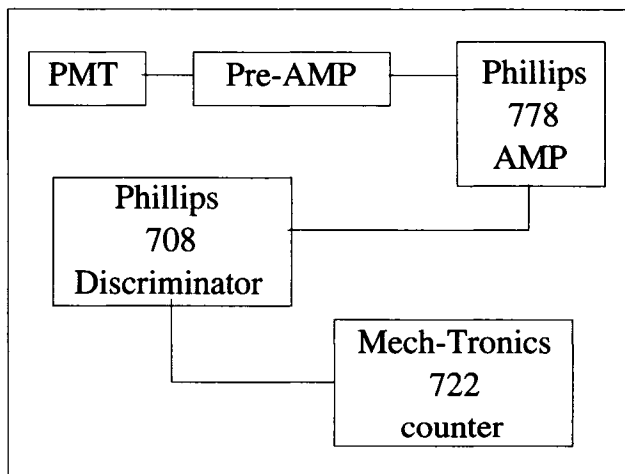 PMT
Pre-AMP
Phillips
778
AMP
Phillips
708
Discriminator
Mech-Tronics
722
counter